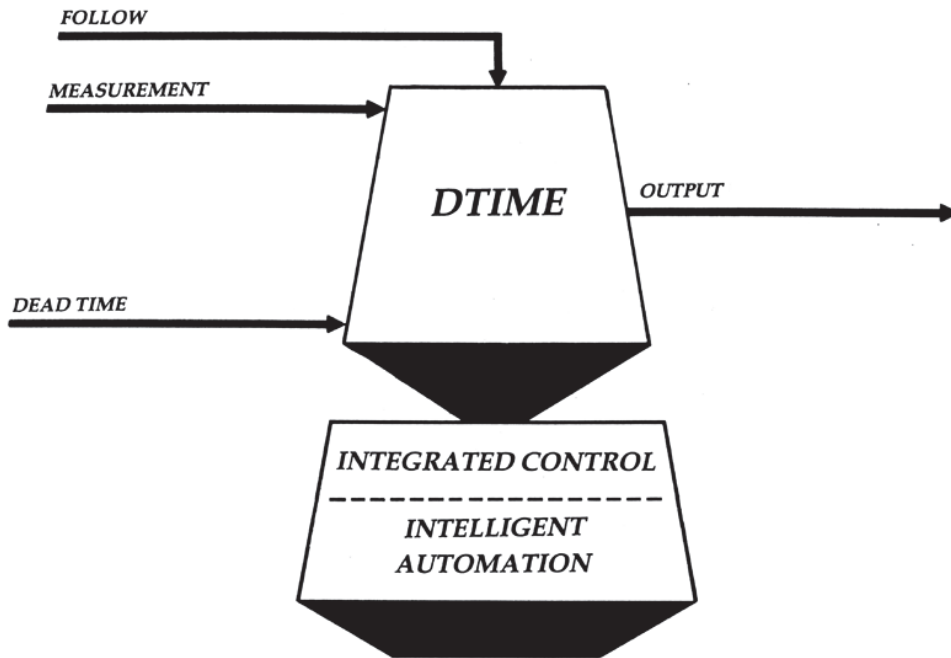 FOLLOW
MEASUREMENT
DTIME
OUTPUT
DEAD TIME
INTEGRATED CONTROL
INTELLIGENT
AUTOMATION